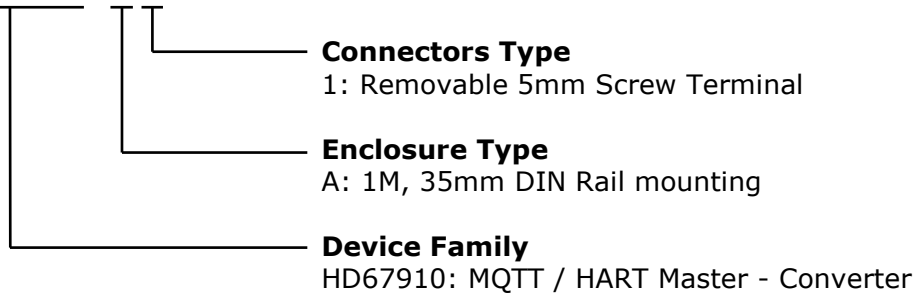 Connectors Type
1: Removable 5mm Screw Terminal
Enclosure Type
A: 1M, 35mm DIN Rail mounting
Device Family
HD67910: MQTT / HART Master - Converter